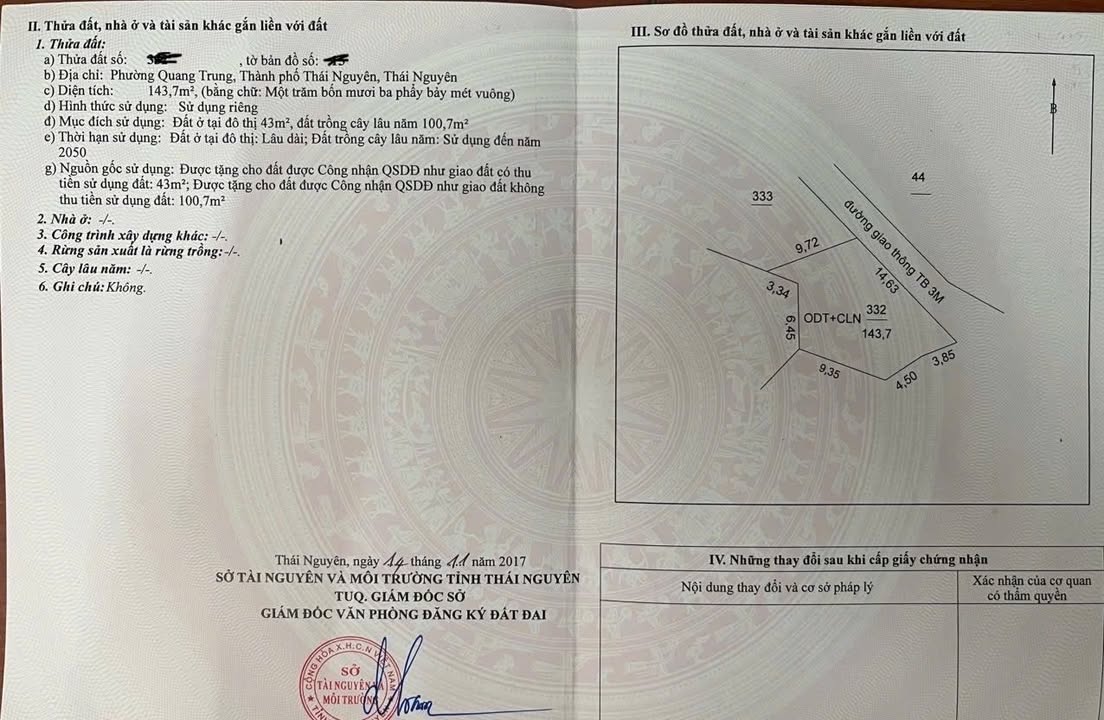 II. Thửa đất, nhà ở và tài sản khác gắn liền với đất
1. Thửa đất:
a) Thửa đất số: , tờ bản đồ số:
b) Địa chỉ: Phường Quang Trung, Thành phố Thái Nguyên, Thái Nguyên
c) Diện tích: 143,7m², (bằng chữ: Một trăm bốn mươi ba phẩy bảy mét vuông)
d) Hình thức sử dụng: Sử dụng riêng
đ) Mục đích sử dụng: Đất ở tại đô thị 43m², đất trồng cây lâu năm 100,7m²
e) Thời hạn sử dụng: Đất ở tại đô thị: Lâu dài; Đất trồng cây lâu năm: Sử dụng đến năm
2050
g) Nguồn gốc sử dụng: Được tặng cho đất được Công nhận QSDĐ như giao đất có thu
tiền sử dụng đất: 43m²; Được tặng cho đất được Công nhận QSDĐ như giao đất không
thu tiền sử dụng đất: 100,7m²
2. Nhà ở: -/-.
3. Công trình xây dựng khác: -/-.
4. Rừng sản xuất là rừng trồng: -/-.
5. Cây lâu năm: -/-.
6. Ghi chú: Không.
Thái Nguyên, ngày 14 tháng 11 năm 2017
SỞ TÀI NGUYÊN VÀ MÔI TRƯỜNG TỈNH THÁI NGUYÊN
TUQ. GIÁM ĐỐC SỞ
GIÁM ĐỐC VĂN PHÒNG ĐĂNG KÝ ĐẤT ĐAI
CỘNG HÒA X.H.C.N VIỆT NAM
SỞ
TÀI NGUYÊN VÀ
MÔI TRƯỜNG
III. Sơ đồ thửa đất, nhà ở và tài sản khác gắn liền với đất
B
44
333
đường giao thông TB 3M
9,72
14,63
3,34
6,45
ODT+CLN
332
143,7
9,35
4,50
3,85
IV. Những thay đổi sau khi cấp giấy chứng nhận
Nội dung thay đổi và cơ sở pháp lý
Xác nhận của cơ quan
có thẩm quyền